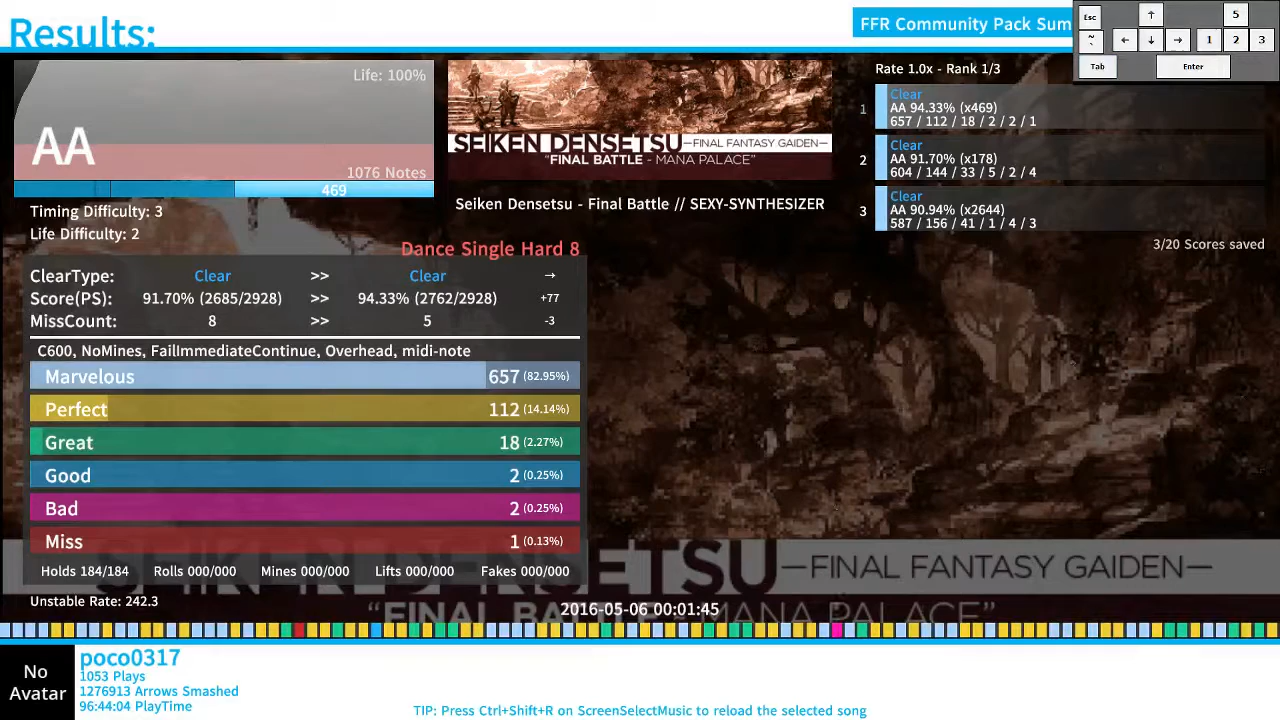 Results:
FFR Community Pack Sum
Esc
↑
5
~
`
←
↓
→
1
2
3
Tab
Enter
Life: 100%
AA
1076 Notes
469
SEIKEN DENSETSU—FINAL FANTASY GAIDEN—
"FINAL BATTLE - MANA PALACE"
Rate 1.0x - Rank 1/3
1
Clear
AA 94.33% (x469)
657 / 112 / 18 / 2 / 2 / 1
2
Clear
AA 91.70% (x178)
604 / 144 / 33 / 5 / 2 / 4
3
Clear
AA 90.94% (x2644)
587 / 156 / 41 / 1 / 4 / 3
3/20 Scores saved
Timing Difficulty: 3
Life Difficulty: 2
Seiken Densetsu - Final Battle // SEXY-SYNTHESIZER
Dance Single Hard 8
ClearType: Clear >> Clear →
Score(PS): 91.70% (2685/2928) >> 94.33% (2762/2928) +77
MissCount: 8 >> 5 -3
C600, NoMines, FailImmediateContinue, Overhead, midi-note
Marvelous 657 (82.95%)
Perfect 112 (14.14%)
Great 18 (2.27%)
Good 2 (0.25%)
Bad 2 (0.25%)
Miss 1 (0.13%)
Holds 184/184 Rolls 000/000 Mines 000/000 Lifts 000/000 Fakes 000/000
SEIKEN DENSETSU—FINAL FANTASY GAIDEN—
Unstable Rate: 242.3
2016-05-06 00:01:45
"FINAL BATTLE - MANA PALACE"
No
Avatar
poco0317
1053 Plays
1276913 Arrows Smashed
96:44:04 PlayTime
TIP: Press Ctrl+Shift+R on ScreenSelectMusic to reload the selected song